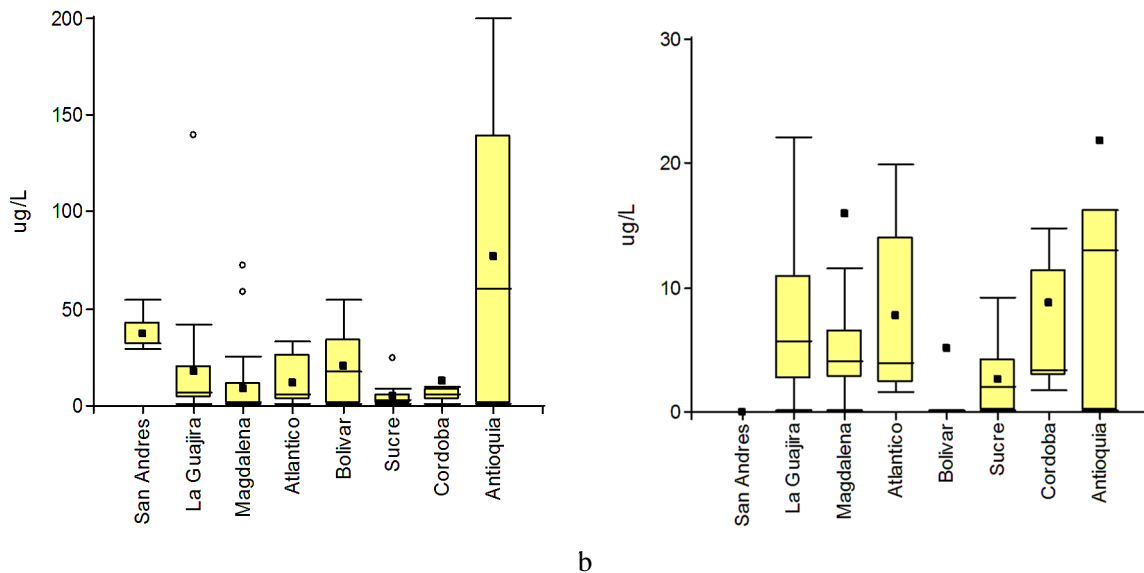 200
150
100
50
0
ug/L
San Andres
La Guajira
Magdalena
Atlantico
Bolivar
Sucre
Cordoba
Antioquia
30
20
10
0
ug/L
San Andres
La Guajira
Magdalena
Atlantico
Bolivar
Sucre
Cordoba
Antioquia
b